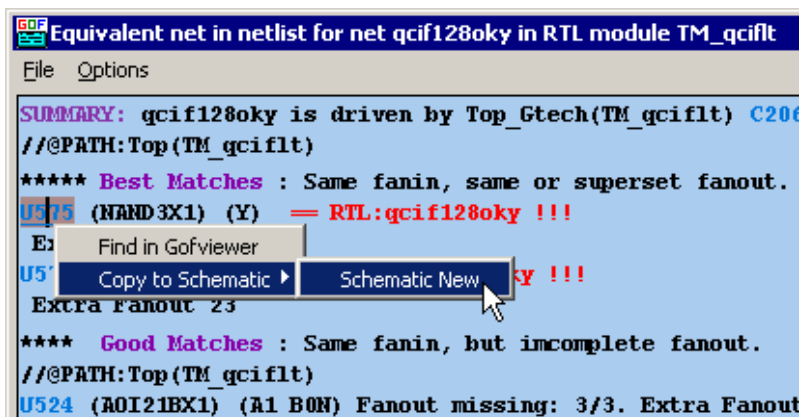 GOF
Equivalent net in netlist for net qcif128oky in RTL module TM_qciflt
File Options
SUMMARY: qcif128oky is driven by Top_Gtech(TM_qciflt) C206
//@PATH:Top(TM_qciflt)
***** Best Matches : Same fanin, same or superset fanout.
U575 (NAND3X1) (Y) == RTL:qcif128oky !!!
Find in Gofviewer
Copy to Schematic
Schematic New
!!!
Extra Fanout 23
**** Good Matches : Same fanin, but imcomplete fanout.
//@PATH:Top(TM_qciflt)
U524 (AOI21BX1) (A1 B0N) Fanout missing: 3/3. Extra Fanout